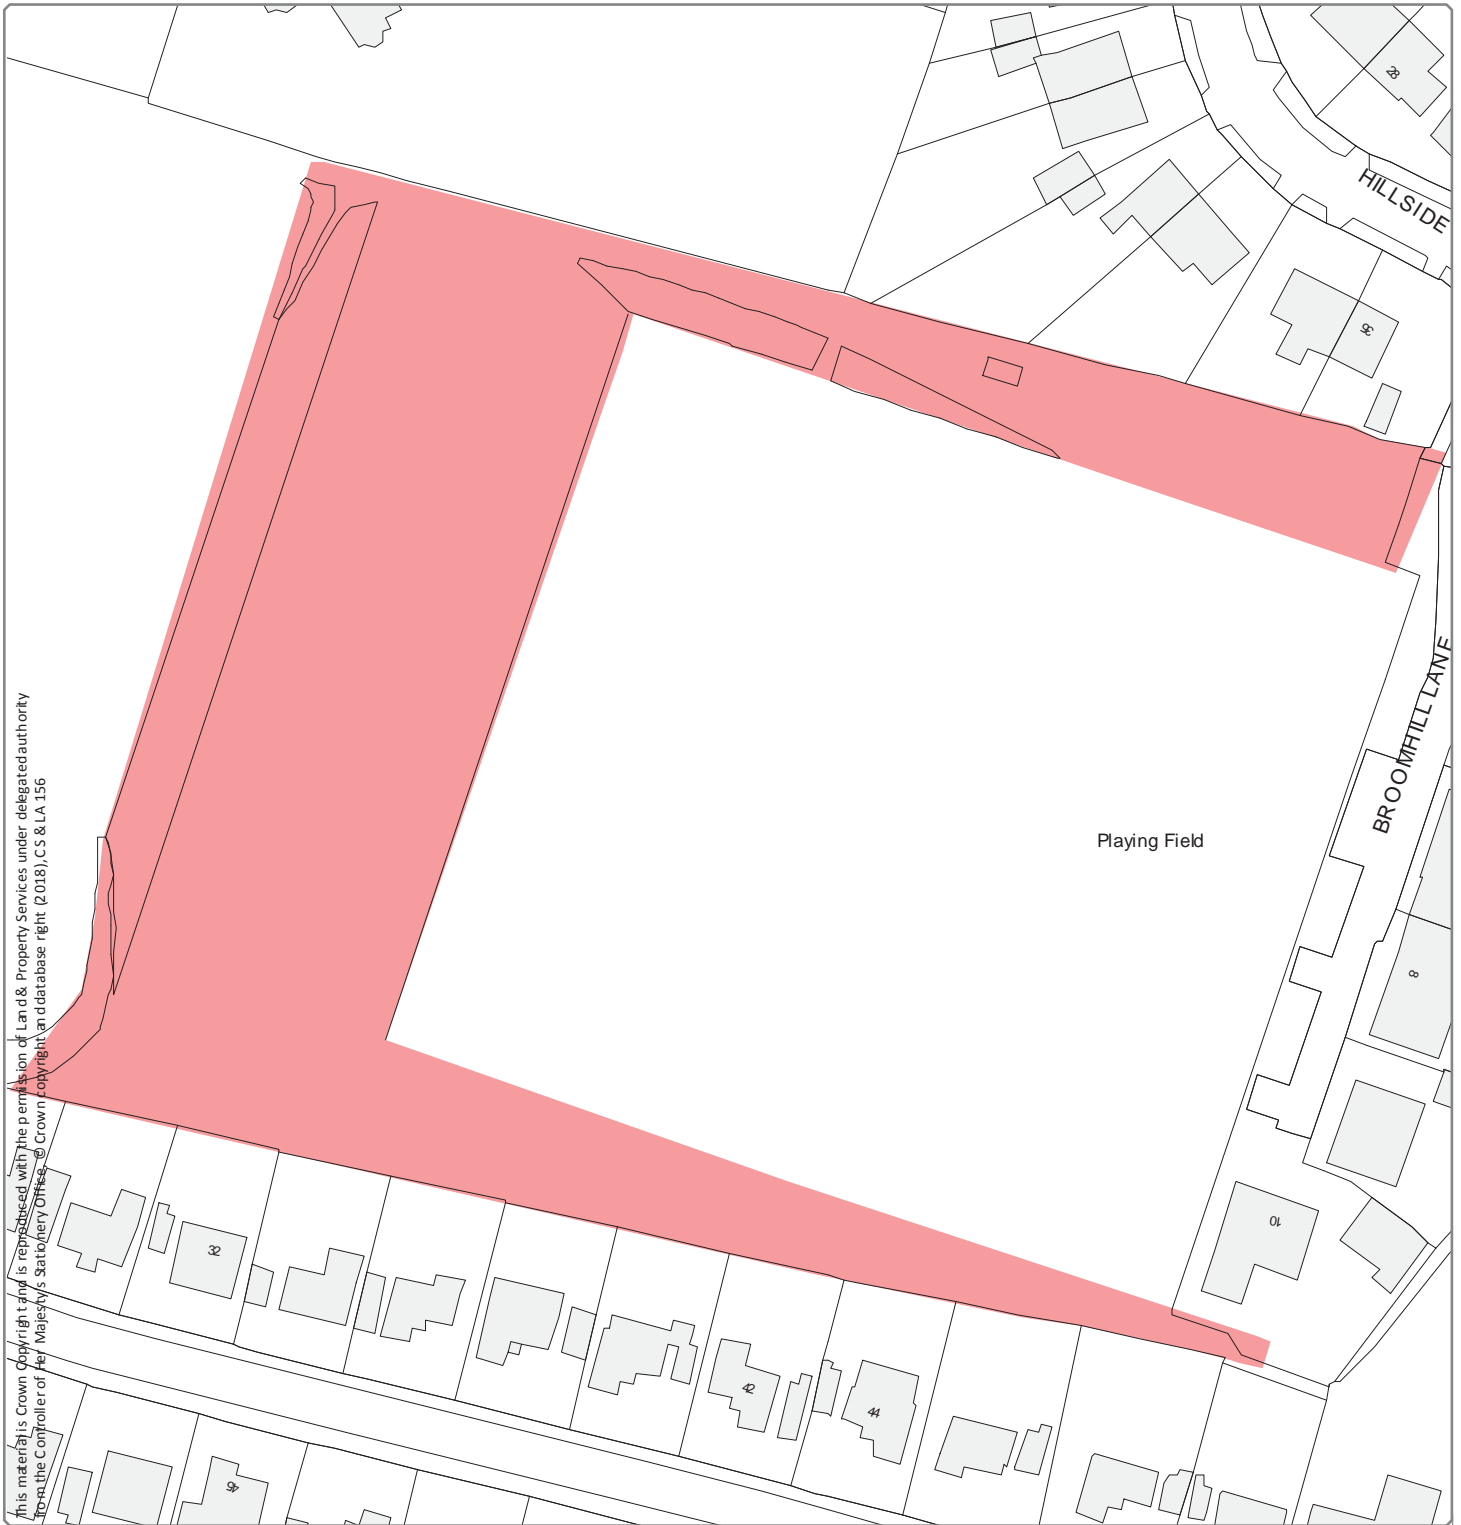 28
HILLSIDE
35
BROOMHILL LANE
Playing Field
8
10
32
42
44
45
This material is Crown Copyright and is reproduced with the permission of Land & Property Services under delegated authority
from the Controller of Her Majesty's Stationery Office, © Crown copyright and database right (2018), CS & LA 156